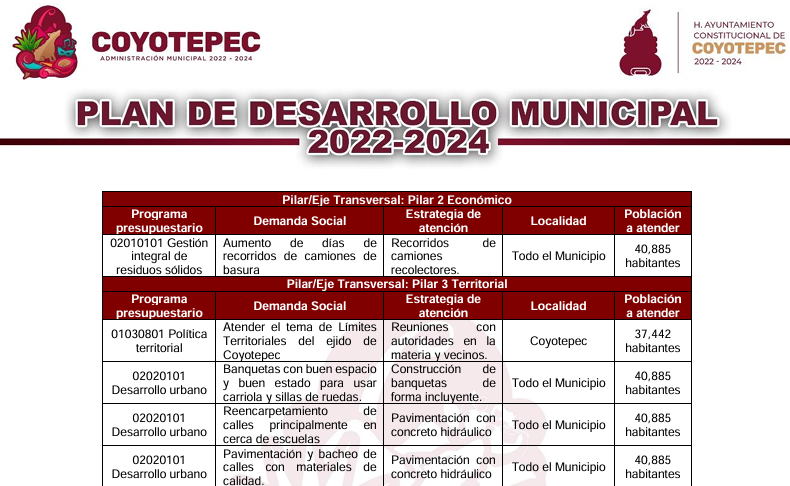 COYOTEPEC
ADMINISTRACIÓN MUNICIPAL 2022 - 2024
H. AYUNTAMIENTO
CONSTITUCIONAL DE
COYOTEPEC
2022 - 2024
PLAN DE DESARROLLO MUNICIPAL
2022-2024
Pilar/Eje Transversal: Pilar 2 Económico
Programa
presupuestario
Demanda Social
Estrategia de
atención
Localidad
Población
a atender
02010101 Gestión
integral de
residuos sólidos
Aumento de días de
recorridos de camiones de
basura
Recorridos de
camiones
recolectores.
Todo el Municipio
40,885
habitantes
Pilar/Eje Transversal: Pilar 3 Territorial
Programa
presupuestario
Demanda Social
Estrategia de
atención
Localidad
Población
a atender
01030801 Política
territorial
Atender el tema de Límites
Territoriales del ejido de
Coyotepec
Reuniones con
autoridades en la
materia y vecinos.
Coyotepec
37,442
habitantes
02020101
Desarrollo urbano
Banquetas con buen espacio
y buen estado para usar
carriola y sillas de ruedas.
Construcción de
banquetas de
forma incluyente.
Todo el Municipio
40,885
habitantes
02020101
Desarrollo urbano
Reencarpetamiento de
calles principalmente en
cerca de escuelas
Pavimentación con
concreto hidráulico
Todo el Municipio
40,885
habitantes
02020101
Desarrollo urbano
Pavimentación y bacheo de
calles con materiales de
calidad.
Pavimentación con
concreto hidráulico
Todo el Municipio
40,885
habitantes